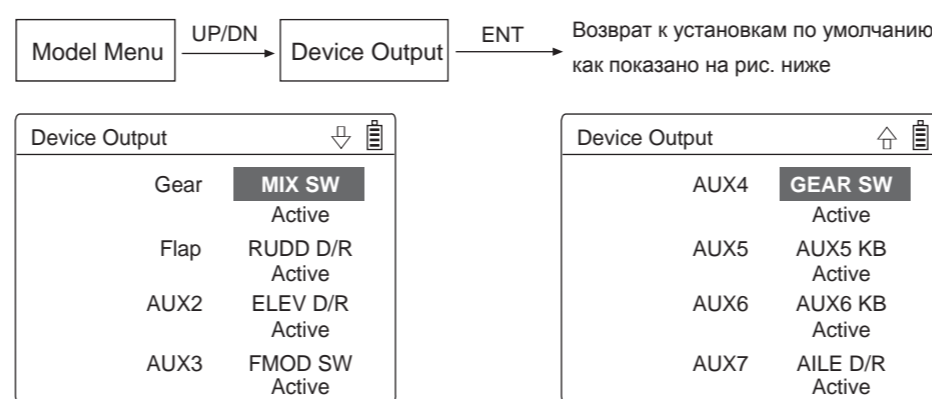 Model Menu UP/DN Device Output ENT Возврат к установкам по умолчанию
как показано на рис. ниже
Device Output
Gear MIX SW
Active
Flap RUDD D/R
Active
AUX2 ELEV D/R
Active
AUX3 FMOD SW
Active
Device Output
AUX4 GEAR SW
Active
AUX5 AUX5 KB
Active
AUX6 AUX6 KB
Active
AUX7 AILE D/R
Active